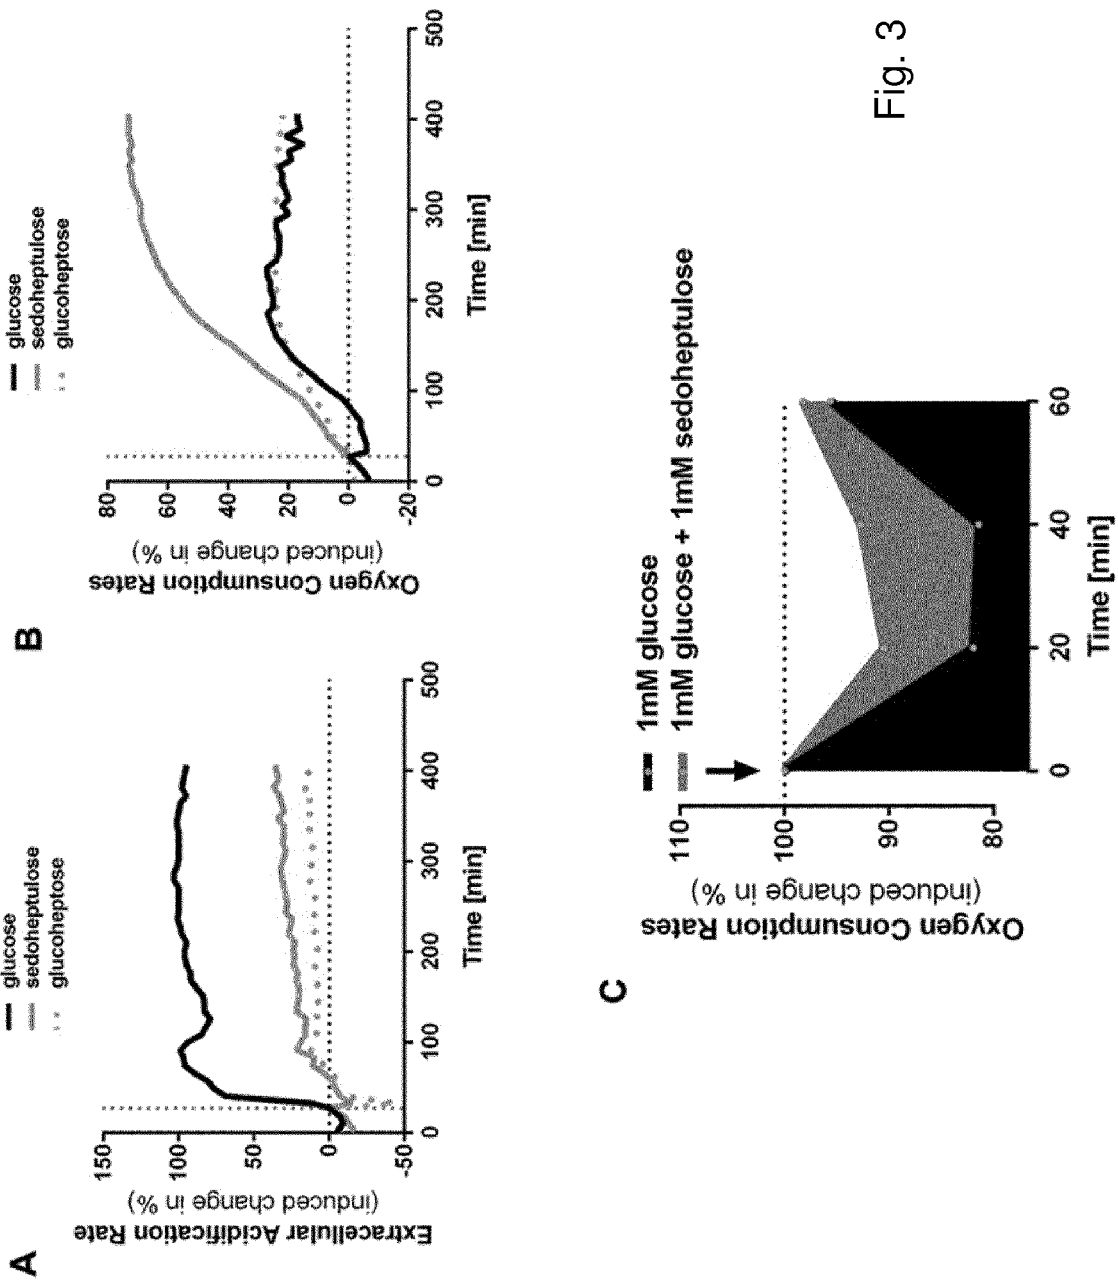 A
glucose
sedoheptulose
glucoheptose
Extracellular Acidification Rate
(induced change in %)
150
100
50
0
-50
0
100
200
300
400
500
Time [min]
B
glucose
sedoheptulose
glucoheptose
Oxygen Consumption Rates
(induced change in %)
80
60
40
20
0
-20
0
100
200
300
400
500
Time [min]
C
1mM glucose
1mM glucose + 1mM sedoheptulose
Oxygen Consumption Rates
(induced change in %)
110
100
90
80
0
20
40
60
Time [min]
Fig. 3